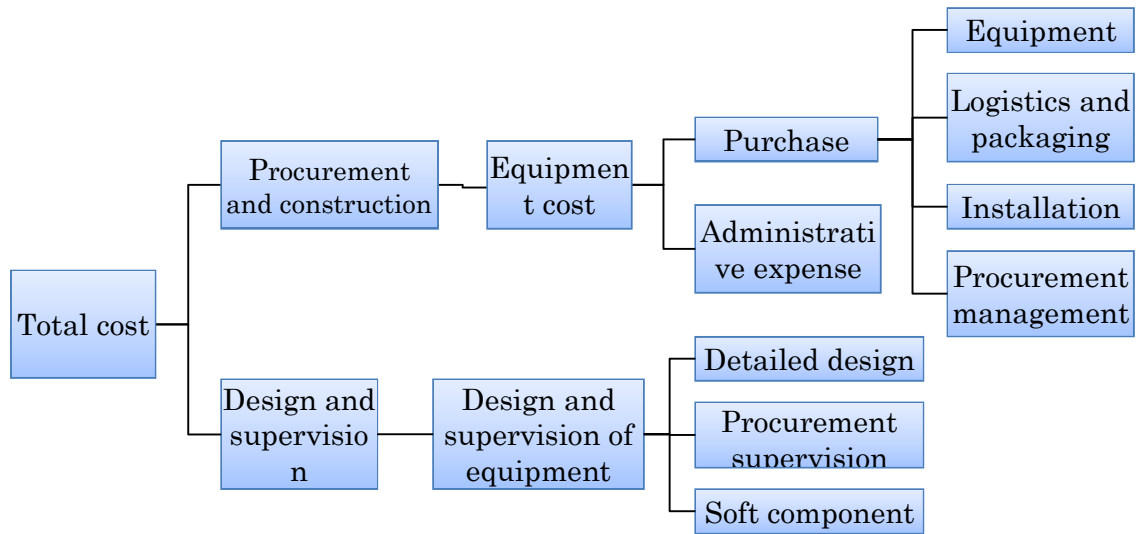 Equipment
Logistics and
packaging
Purchase
Procurement
and construction
Equipmen
t cost
Installation
Administrati
ve expense
Procurement
management
Total cost
Detailed design
Design and
supervisio
n
Design and
supervision of
equipment
Procurement
supervision
Soft component